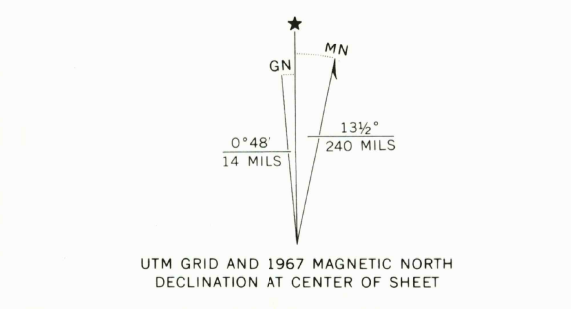 MN
GN
13½°
240 MILS
0°48'
14 MILS
UTM GRID AND 1967 MAGNETIC NORTH
DECLINATION AT CENTER OF SHEET